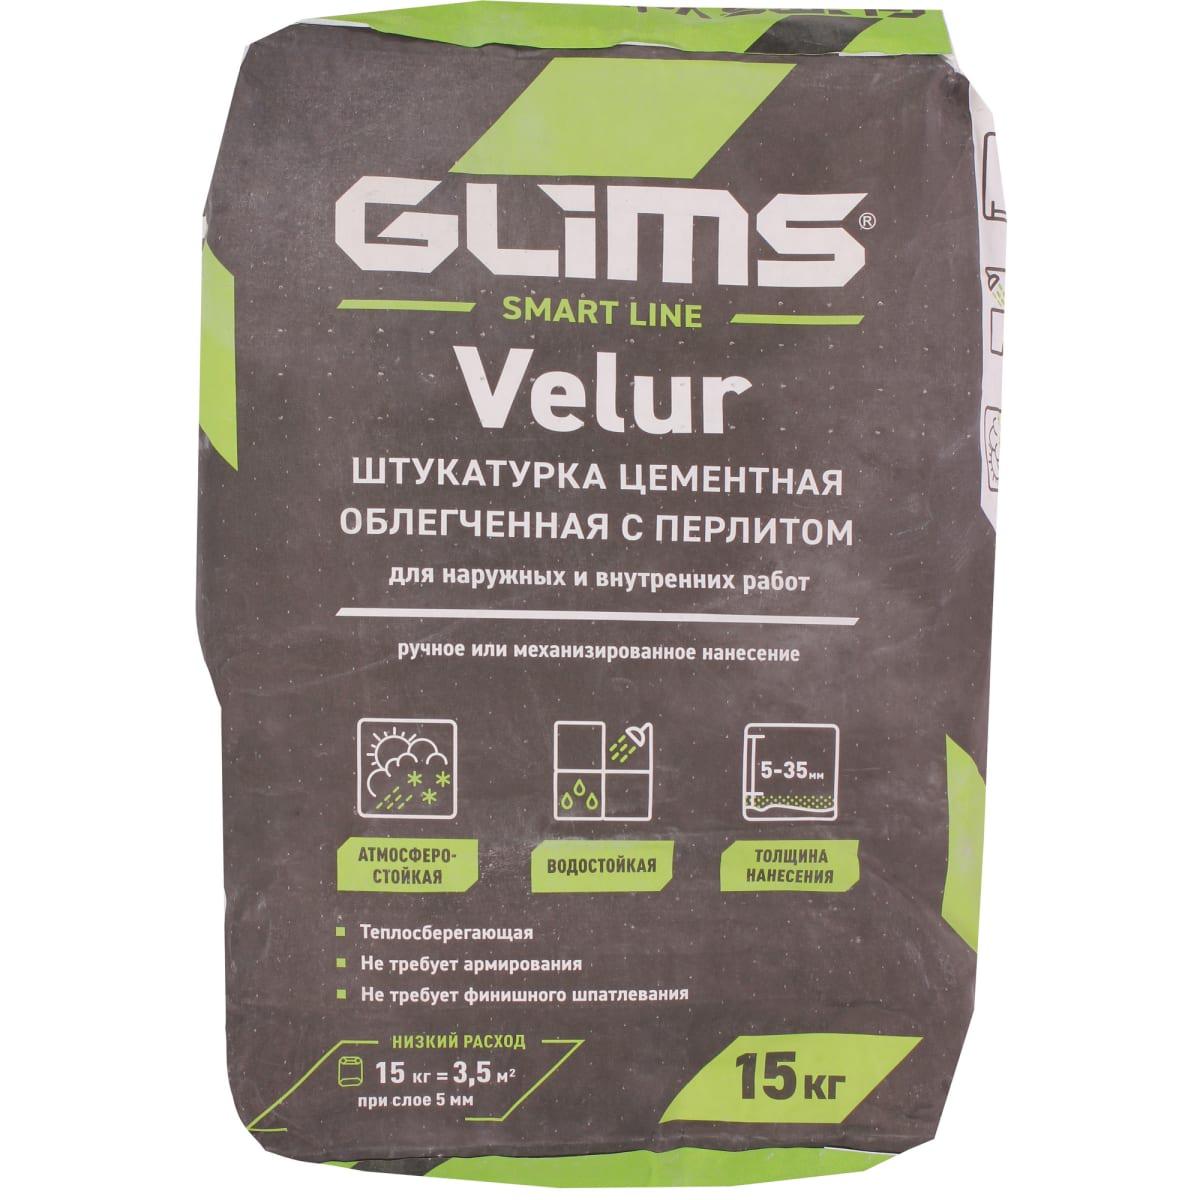 GLIMS®
SMART LINE
Velur
ШТУКАТУРКА ЦЕМЕНТНАЯ
ОБЛЕГЧЕННАЯ С ПЕРЛИТОМ
для наружных и внутренних работ
ручное или механизированное нанесение
5-35мм
АТМОСФЕРО-
СТОЙКАЯ
ВОДОСТОЙКАЯ
ТОЛЩИНА
НАНЕСЕНИЯ
Теплосберегающая
Не требует армирования
Не требует финишного шпатлевания
НИЗКИЙ РАСХОД
15 кг = 3,5 м²
при слое 5 мм
15 кг